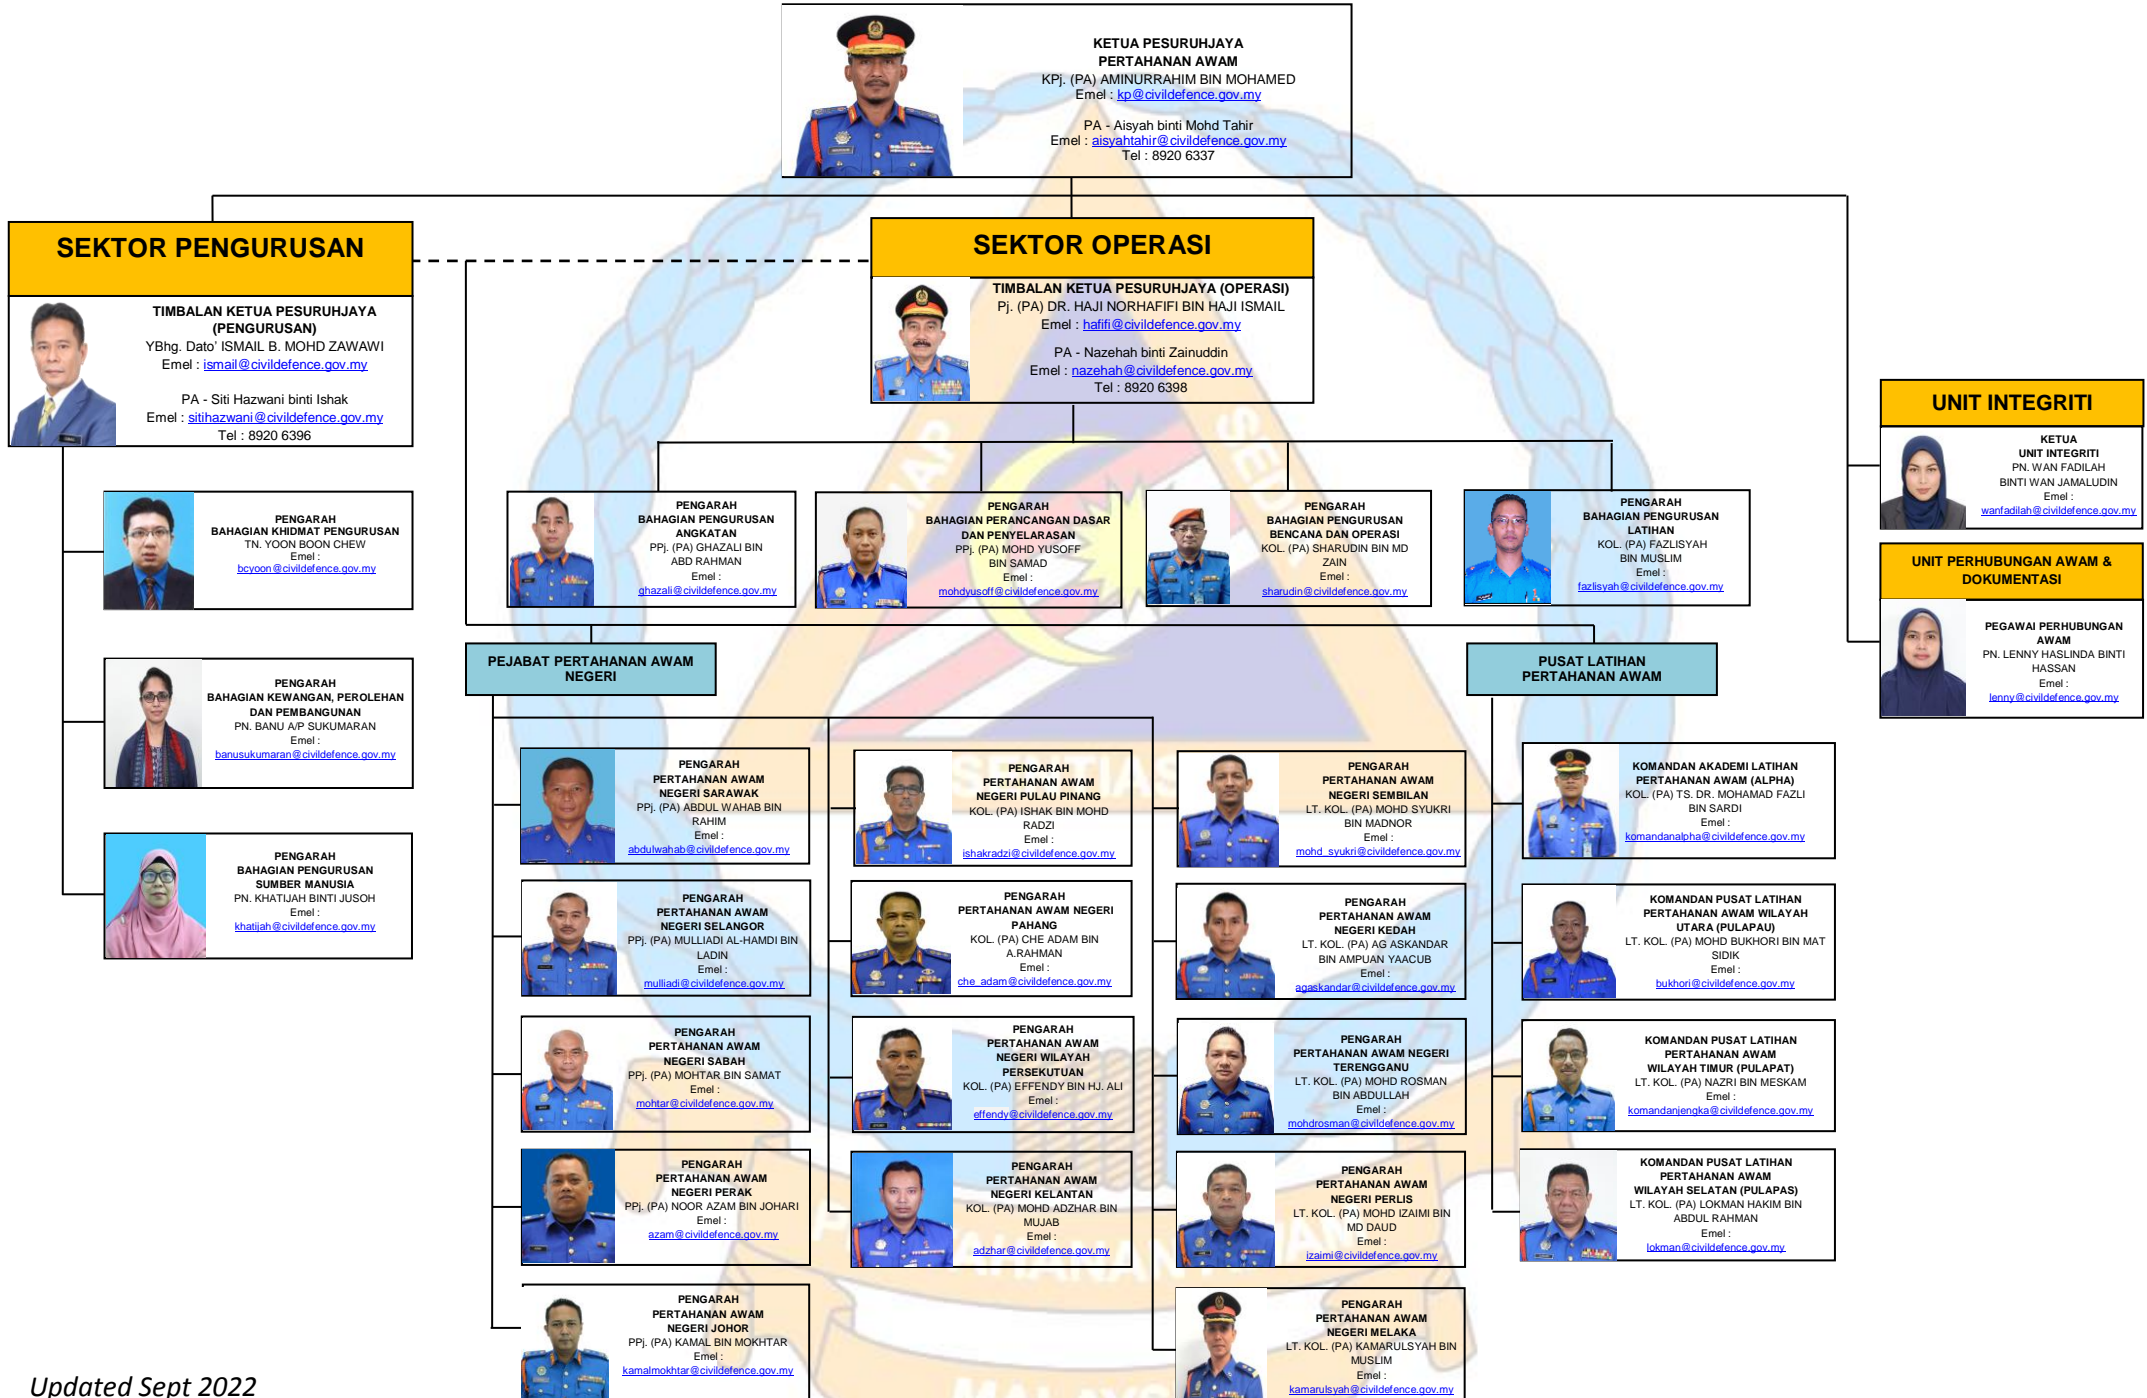 KETUA PESURUHJAYA
PERTAHANAN AWAM
KPj. (PA) AMINURRAHIM BIN MOHAMED
Emel : kp@civildefence.gov.my
PA - Aisyah binti Mohd Tahir
Emel : aisyahtahir@civildefence.gov.my
Tel : 8920 6337
SEKTOR PENGURUSAN
TIMBALAN KETUA PESURUHJAYA
(PENGURUSAN)
YBhg. Dato' ISMAIL B. MOHD ZAWAWI
Emel : ismail@civildefence.gov.my
PA - Siti Hazwani binti Ishak
Emel : sitihazwani@civildefence.gov.my
Tel : 8920 6396
SEKTOR OPERASI
TIMBALAN KETUA PESURUHJAYA (OPERASI)
Pj. (PA) DR. HAJI NORHAFIFI BIN HAJI ISMAIL
Emel : hafifi@civildefence.gov.my
PA - Nazehah binti Zainuddin
Emel : nazehah@civildefence.gov.my
Tel : 8920 6398
UNIT INTEGRITI
KETUA
UNIT INTEGRITI
PN. WAN FADILAH
BINTI WAN JAMALUDIN
Emel :
wanfadilah@civildefence.gov.my
UNIT PERHUBUNGAN AWAM &
DOKUMENTASI
PEGAWAI PERHUBUNGAN
AWAM
PN. LENNY HASLINDA BINTI
HASSAN
Emel :
lenny@civildefence.gov.my
PENGARAH
BAHAGIAN KHIDMAT PENGURUSAN
TN. YOON BOON CHEW
Emel :
bcyoon@civildefence.gov.my
PENGARAH
BAHAGIAN KEWANGAN, PEROLEHAN
DAN PEMBANGUNAN
PN. BANU A/P SUKUMARAN
Emel :
banusukumaran@civildefence.gov.my
PENGARAH
BAHAGIAN PENGURUSAN
SUMBER MANUSIA
PN. KHATIJAH BINTI JUSOH
Emel :
khatijah@civildefence.gov.my
PENGARAH
BAHAGIAN PENGURUSAN
ANGKATAN
PPj. (PA) GHAZALI BIN
ABD RAHMAN
Emel :
ghazali@civildefence.gov.my
PENGARAH
BAHAGIAN PERANCANGAN DASAR
DAN PENYELARASAN
PPj. (PA) MOHD YUSOFF
BIN SAMAD
Emel :
mohdyusoff@civildefence.gov.my
PENGARAH
BAHAGIAN PENGURUSAN
BENCANA DAN OPERASI
KOL. (PA) SHARUDIN BIN MD
ZAIN
Emel :
sharudin@civildefence.gov.my
PENGARAH
BAHAGIAN PENGURUSAN
LATIHAN
KOL. (PA) FAZLISYAH
BIN MUSLIM
Emel :
fazlisyah@civildefence.gov.my
PEJABAT PERTAHANAN AWAM
NEGERI
PENGARAH
PERTAHANAN AWAM
NEGERI SARAWAK
PPj. (PA) ABDUL WAHAB BIN
RAHIM
Emel :
abdulwahab@civildefence.gov.my
PENGARAH
PERTAHANAN AWAM
NEGERI SELANGOR
PPj. (PA) MULLIADI AL-HAMDI BIN
LADIN
Emel :
mulliadi@civildefence.gov.my
PENGARAH
PERTAHANAN AWAM
NEGERI SABAH
PPj. (PA) MOHTAR BIN SAMAT
Emel :
mohtar@civildefence.gov.my
PENGARAH
PERTAHANAN AWAM
NEGERI PERAK
PPj. (PA) NOOR AZAM BIN JOHARI
Emel :
azam@civildefence.gov.my
PENGARAH
PERTAHANAN AWAM
NEGERI JOHOR
PPj. (PA) KAMAL BIN MOKHTAR
Emel :
kamalmokhtar@civildefence.gov.my
PENGARAH
PERTAHANAN AWAM
NEGERI PULAU PINANG
KOL. (PA) ISHAK BIN MOHD
RADZI
Emel :
ishakradzi@civildefence.gov.my
PENGARAH
PERTAHANAN AWAM NEGERI
PAHANG
KOL. (PA) CHE ADAM BIN
A.RAHMAN
Emel :
che_adam@civildefence.gov.my
PENGARAH
PERTAHANAN AWAM
NEGERI WILAYAH
PERSEKUTUAN
KOL. (PA) EFFENDY BIN HJ. ALI
Emel :
effendy@civildefence.gov.my
PENGARAH
PERTAHANAN AWAM
NEGERI KELANTAN
KOL. (PA) MOHD ADZHAR BIN
MUJAB
Emel :
adzhar@civildefence.gov.my
PENGARAH
PERTAHANAN AWAM
NEGERI SEMBILAN
LT. KOL. (PA) MOHD SYUKRI
BIN MADNOR
Emel :
mohd_syukri@civildefence.gov.my
PENGARAH
PERTAHANAN AWAM
NEGERI KEDAH
LT. KOL. (PA) AG ASKANDAR
BIN AMPUAN YAACUB
Emel :
agaskandar@civildefence.gov.my
PENGARAH
PERTAHANAN AWAM NEGERI
TERENGGANU
LT. KOL. (PA) MOHD ROSMAN
BIN ABDULLAH
Emel :
mohdrosman@civildefence.gov.my
PENGARAH
PERTAHANAN AWAM
NEGERI PERLIS
LT. KOL. (PA) MOHD IZAIMI BIN
MD DAUD
Emel :
izaimi@civildefence.gov.my
PENGARAH
PERTAHANAN AWAM
NEGERI MELAKA
LT. KOL. (PA) KAMARULSYAH BIN
MUSLIM
Emel :
kamarulsyah@civildefence.gov.my
PUSAT LATIHAN
PERTAHANAN AWAM
KOMANDAN AKADEMI LATIHAN
PERTAHANAN AWAM (ALPHA)
KOL. (PA) TS. DR. MOHAMAD FAZLI
BIN SARDI
Emel :
komandanalpha@civildefence.gov.my
KOMANDAN PUSAT LATIHAN
PERTAHANAN AWAM WILAYAH
UTARA (PULAPAU)
LT. KOL. (PA) MOHD BUKHORI BIN MAT
SIDIK
Emel :
bukhori@civildefence.gov.my
KOMANDAN PUSAT LATIHAN
PERTAHANAN AWAM
WILAYAH TIMUR (PULAPAT)
LT. KOL. (PA) NAZRI BIN MESKAM
Emel :
komandanjengka@civildefence.gov.my
KOMANDAN PUSAT LATIHAN
PERTAHANAN AWAM
WILAYAH SELATAN (PULAPAS)
LT. KOL. (PA) LOKMAN HAKIM BIN
ABDUL RAHMAN
Emel :
lokman@civildefence.gov.my
Updated Sept 2022